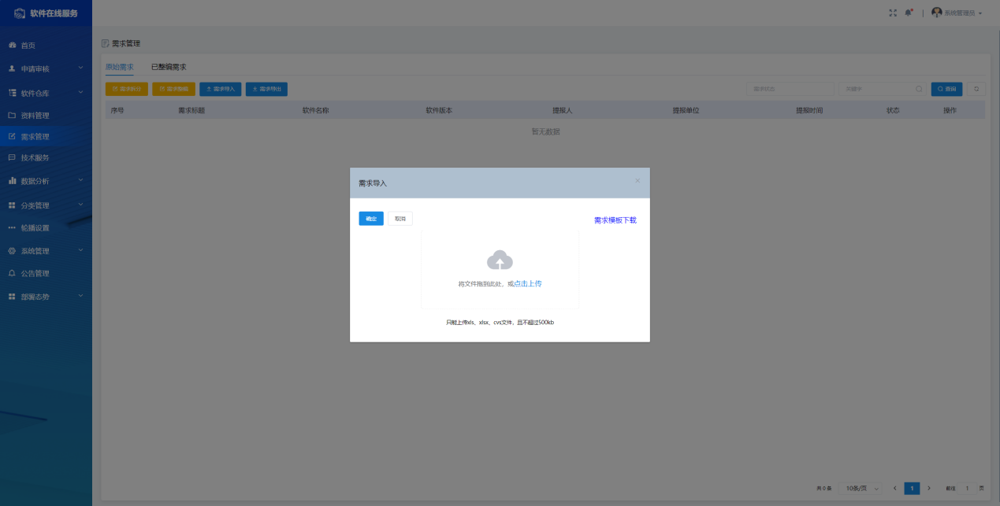 软件在线服务
系统管理员
首页
申请审核
软件仓库
资料管理
需求管理
技术服务
数据分析
分类管理
轮播设置
系统管理
公告管理
部署态势
需求管理
原始需求 已整编需求
需求拆分 需求整编 需求导入 需求导出 需求状态 关键字 查询
序号 需求标题 软件名称 软件版本 提报人 提报单位 提报时间 状态 操作
暂无数据
需求导入
确定 取消 需求模板下载
将文件拖到此处，或点击上传
只能上传xls、xlsx、cvs文件，且不超过500kb
共 0 条 10条/页 1 前往 1 页